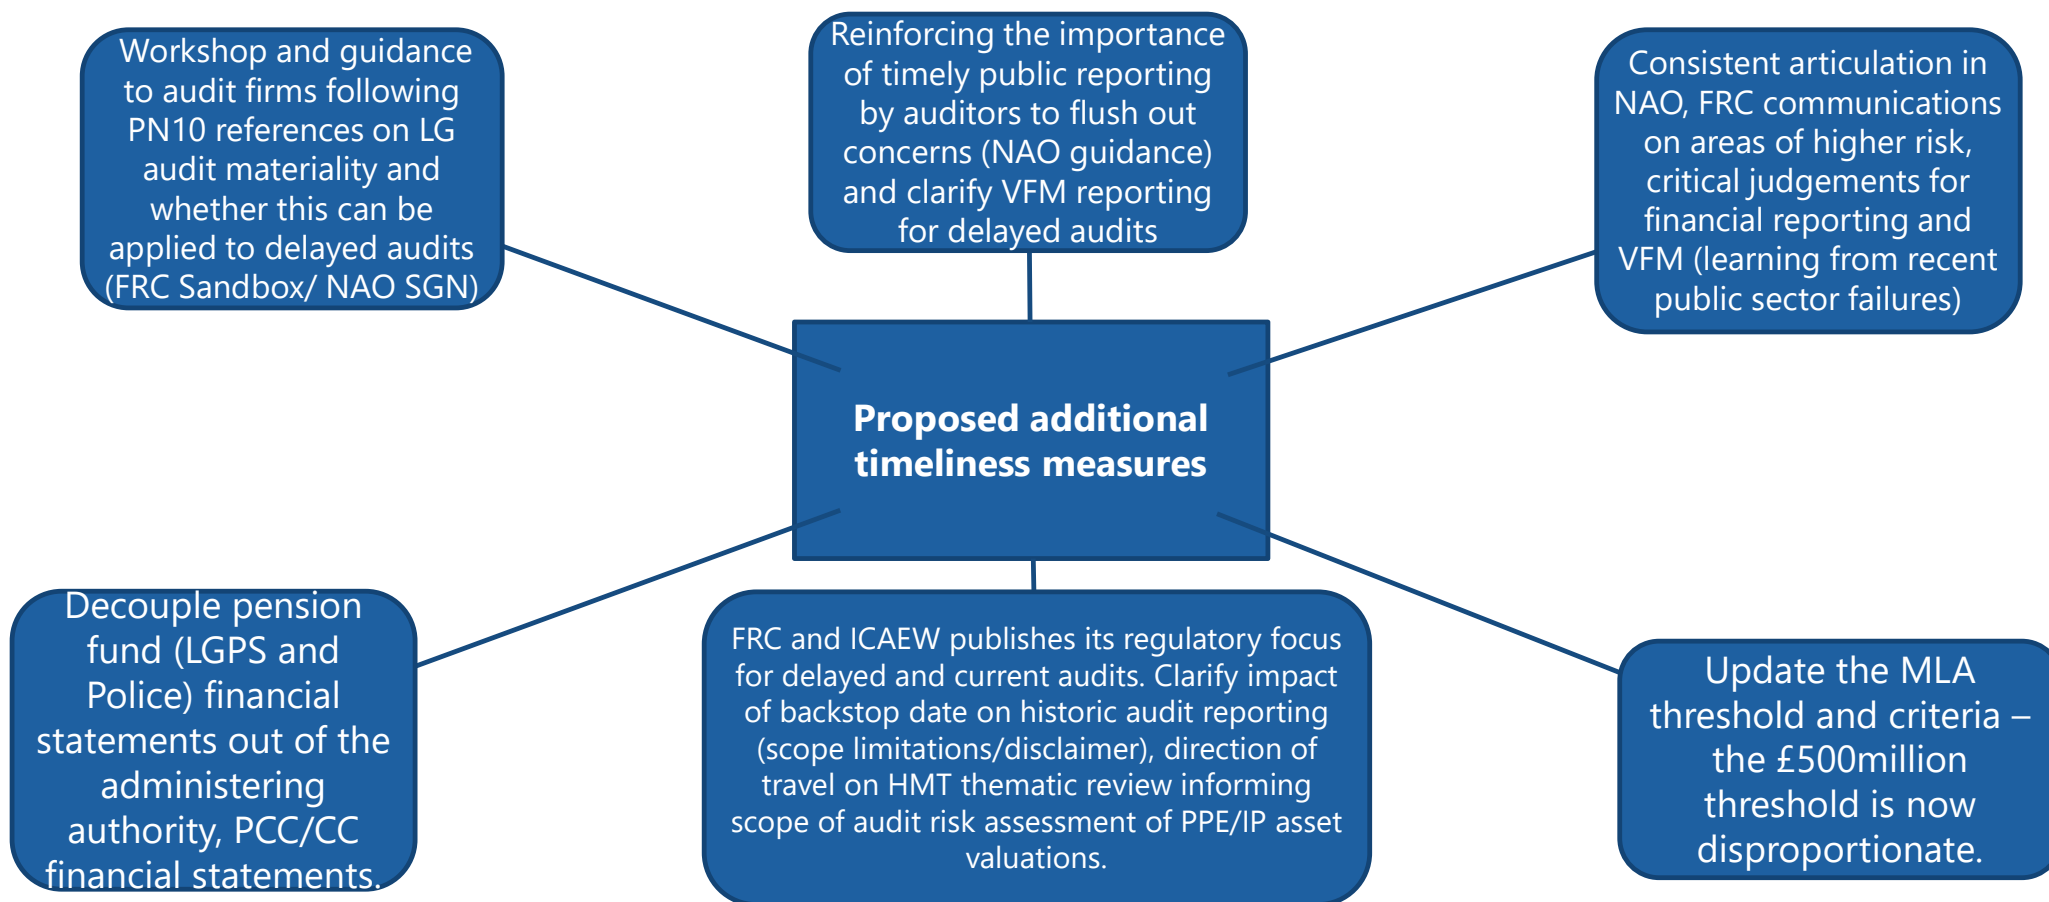 Workshop and guidance
to audit firms following
PN10 references on LG
audit materiality and
whether this can be
applied to delayed audits
(FRC Sandbox/ NAO SGN)
Reinforcing the importance
of timely public reporting
by auditors to flush out
concerns (NAO guidance)
and clarify VFM reporting
for delayed audits
Consistent articulation in
NAO, FRC communications
on areas of higher risk,
critical judgements for
financial reporting and
VFM (learning from recent
public sector failures)
Proposed additional
timeliness measures
Decouple pension
fund (LGPS and
Police) financial
statements out of the
administering
authority, PCC/CC
financial statements.
FRC and ICAEW publishes its regulatory focus
for delayed and current audits. Clarify impact
of backstop date on historic audit reporting
(scope limitations/disclaimer), direction of
travel on HMT thematic review informing
scope of audit risk assessment of PPE/IP asset
valuations.
Update the MLA
threshold and criteria –
the £500million
threshold is now
disproportionate.